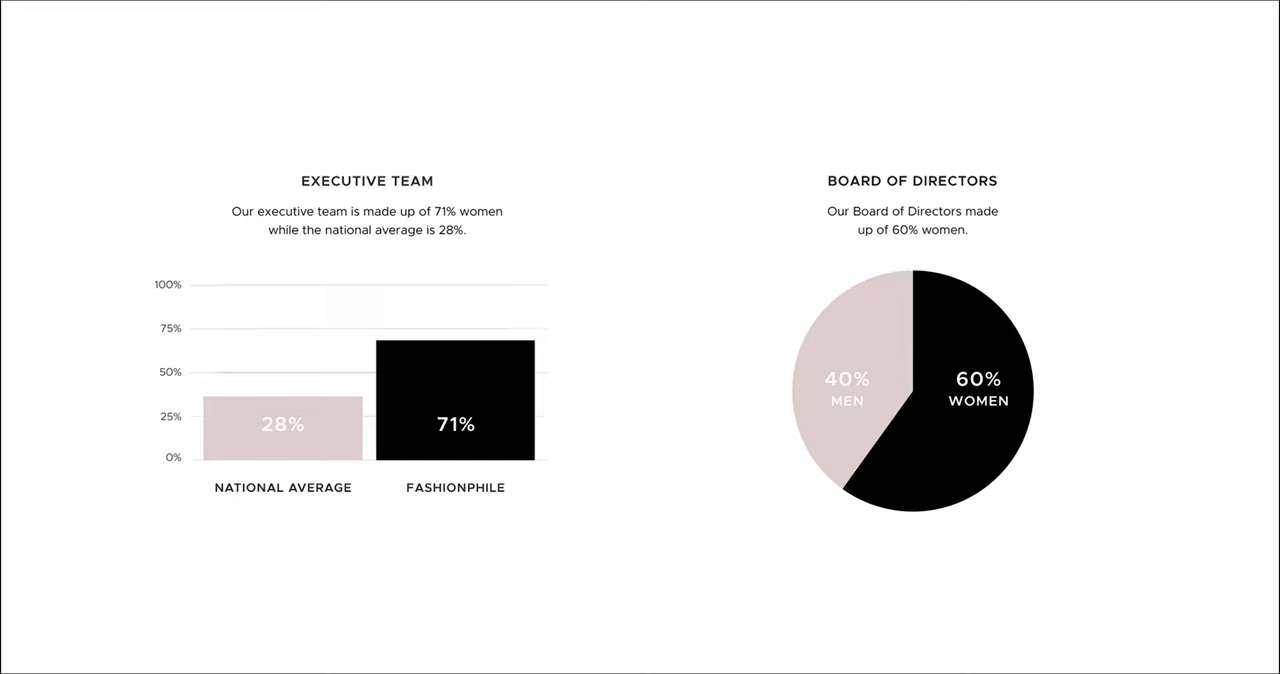 EXECUTIVE TEAM
Our executive team is made up of 71% women
while the national average is 28%.
100%
75%
50%
25%
0%
28%
71%
NATIONAL AVERAGE
FASHIONPHILE
BOARD OF DIRECTORS
Our Board of Directors made
up of 60% women.
40%
MEN
60%
WOMEN